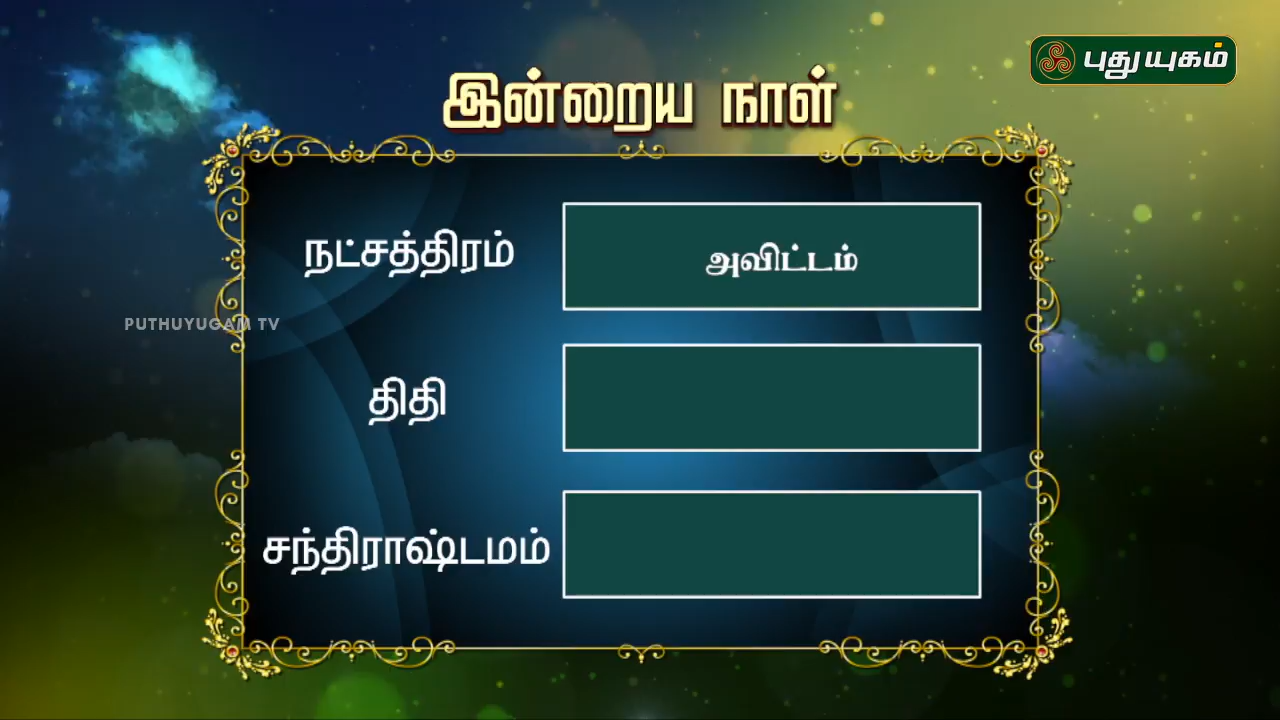 புதுயுகம்
இன்றைய நாள்
நட்சத்திரம் அவிட்டம்
PUTHUYUGAM TV
திதி
சந்திராஷ்டமம்